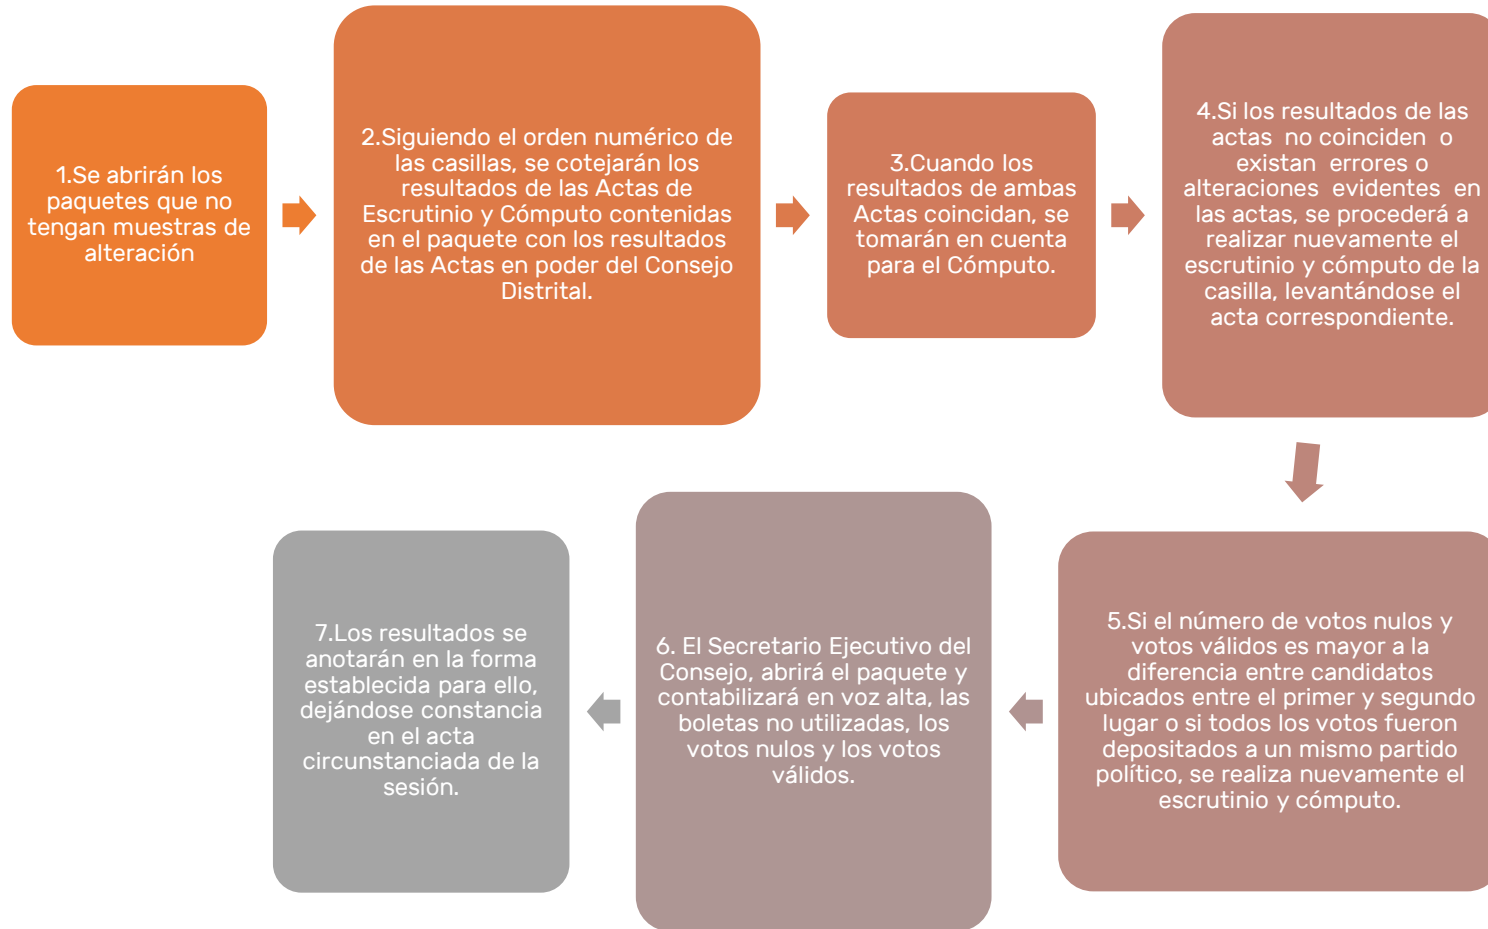 1.Se abrirán los
paquetes que no
tengan muestras de
alteración
2.Siguiendo el orden numérico de
las casillas, se cotejarán los
resultados de las Actas de
Escrutinio y Cómputo contenidas
en el paquete con los resultados
de las Actas en poder del Consejo
Distrital.
3.Cuando los
resultados de ambas
Actas coincidan, se
tomarán en cuenta
para el Cómputo.
4.Si los resultados de las
actas no coinciden o
existan errores o
alteraciones evidentes en
las actas, se procederá a
realizar nuevamente el
escrutinio y cómputo de la
casilla, levantándose el
acta correspondiente.
5.Si el número de votos nulos y
votos válidos es mayor a la
diferencia entre candidatos
ubicados entre el primer y segundo
lugar o si todos los votos fueron
depositados a un mismo partido
político, se realiza nuevamente el
escrutinio y cómputo.
6. El Secretario Ejecutivo del
Consejo, abrirá el paquete y
contabilizará en voz alta, las
boletas no utilizadas, los
votos nulos y los votos
válidos.
7.Los resultados se
anotarán en la forma
establecida para ello,
dejándose constancia
en el acta
circunstanciada de la
sesión.